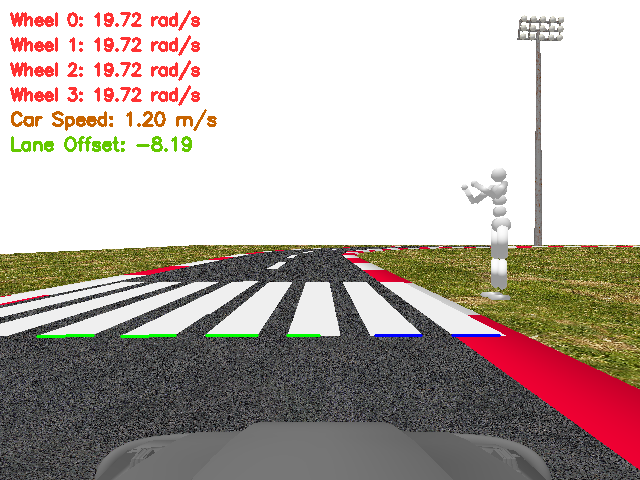 Wheel 0: 19.72 rad/s
Wheel 1: 19.72 rad/s
Wheel 2: 19.72 rad/s
Wheel 3: 19.72 rad/s
Car Speed: 1.20 m/s
Lane Offset: -8.19